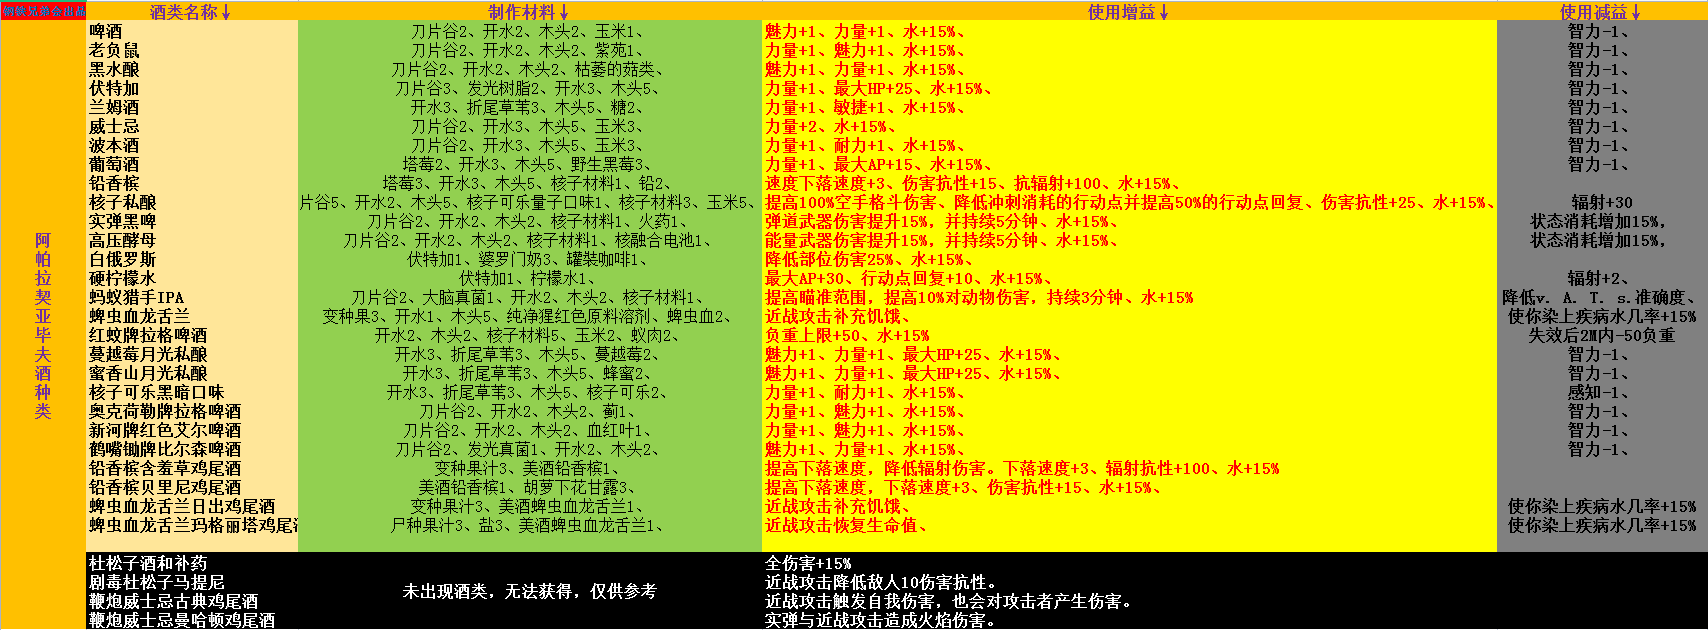 钢铁兄弟会出品 酒类名称↓ 制作材料↓ 使用增益↓ 使用减益↓
啤酒 刀片谷2、开水2、木头2、玉米1、 魅力+1、力量+1、水+15%、 智力-1、
老负鼠 刀片谷2、开水2、木头2、紫苑1、 力量+1、魅力+1、水+15%、 智力-1、
黑水酿 刀片谷2、开水2、木头2、枯萎的菇类、 魅力+1、力量+1、水+15%、 智力-1、
伏特加 刀片谷3、发光树脂2、开水3、木头5、 力量+1、最大HP+25、水+15%、 智力-1、
兰姆酒 开水3、折尾草苇3、木头5、糖2、 力量+1、敏捷+1、水+15%、 智力-1、
威士忌 刀片谷2、开水3、木头5、玉米3、 力量+2、水+15%、 智力-1、
波本酒 刀片谷2、开水3、木头5、玉米3、 力量+1、耐力+1、水+15%、 智力-1、
葡萄酒 塔莓2、开水3、木头5、野生黑莓3、 力量+1、最大AP+15、水+15%、 智力-1、
铅香槟 塔莓3、开水3、木头5、核子材料1、铅2、 速度下落速度+3、伤害抗性+15、抗辐射+100、水+15%、
核子私酿 片谷5、开水2、木头5、核子可乐量子口味1、核子材料3、玉米5、 提高100%空手格斗伤害、降低冲刺消耗的行动点并提高50%的行动点回复、伤害抗性+25、水+15%、 辐射+30
实弹黑啤 刀片谷2、开水2、木头2、核子材料1、火药1、 弹道武器伤害提升15%，并持续5分钟、水+15%、 状态消耗增加15%，
高压酵母 刀片谷2、开水2、木头2、核子材料1、核融合电池1、 能量武器伤害提升15%，并持续5分钟、水+15%、 状态消耗增加15%，
白俄罗斯 伏特加1、婆罗门奶3、罐装咖啡1、 降低部位伤害25%、水+15%、
硬柠檬水 伏特加1、柠檬水1、 最大AP+30、行动点回复+10、水+15%、 辐射+2、
蚂蚁猎手IPA 刀片谷2、大脑真菌1、开水2、木头2、核子材料1、 提高瞄准范围，提高10%对动物伤害，持续3分钟、水+15% 降低v. A. T. s.准确度、
蜱虫血龙舌兰 变种果3、开水1、木头5、纯净猩红色原料溶剂、蜱虫血2、 近战攻击补充饥饿、 使你染上疾病水几率+15%
红蚊牌拉格啤酒 开水2、木头2、核子材料5、玉米2、蚁肉2、 负重上限+50、水+15% 失效后2M内-50负重
蔓越莓月光私酿 开水3、折尾草苇3、木头5、蔓越莓2、 魅力+1、力量+1、最大HP+25、水+15%、 智力-1、
蜜香山月光私酿 开水3、折尾草苇3、木头5、蜂蜜2、 魅力+1、力量+1、最大HP+25、水+15%、 智力-1、
核子可乐黑暗口味 开水3、折尾草苇3、木头5、核子可乐2、 力量+1、耐力+1、水+15%、 感知-1、
奥克荷勒牌拉格啤酒 刀片谷2、开水2、木头2、蓟1、 力量+1、魅力+1、水+15%、 智力-1、
新河牌红色艾尔啤酒 刀片谷2、开水2、木头2、血红叶1、 力量+1、魅力+1、水+15%、 智力-1、
鹤嘴锄牌比尔森啤酒 刀片谷2、发光真菌1、开水2、木头2、 魅力+1、力量+1、水+15%、 智力-1、
铅香槟含羞草鸡尾酒 变种果汁3、美酒铅香槟1、 提高下落速度，降低辐射伤害。下落速度+3、辐射抗性+100、水+15%
铅香槟贝里尼鸡尾酒 美酒铅香槟1、胡萝下花甘露3、 提高下落速度，下落速度+3、伤害抗性+15、水+15%、
蜱虫血龙舌兰日出鸡尾酒 变种果汁3、美酒蜱虫血龙舌兰1、 近战攻击补充饥饿、 使你染上疾病水几率+15%
蜱虫血龙舌兰玛格丽塔鸡尾酒 尸种果汁3、盐3、美酒蜱虫血龙舌兰1、 近战攻击恢复生命值、 使你染上疾病水几率+15%
阿
帕
拉
契
亚
毕
夫
酒
种
类
杜松子酒和补药 全伤害+15%
剧毒杜松子马提尼 近战攻击降低敌人10伤害抗性。
未出现酒类，无法获得，仅供参考
鞭炮威士忌古典鸡尾酒 近战攻击触发自我伤害，也会对攻击者产生伤害。
鞭炮威士忌曼哈顿鸡尾酒 实弹与近战攻击造成火焰伤害。